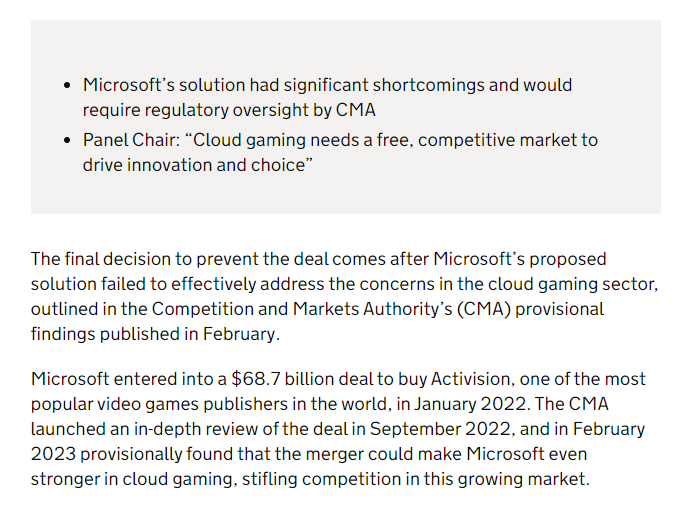 • Microsoft’s solution had significant shortcomings and would
require regulatory oversight by CMA
• Panel Chair: “Cloud gaming needs a free, competitive market to
drive innovation and choice”
The final decision to prevent the deal comes after Microsoft’s proposed
solution failed to effectively address the concerns in the cloud gaming sector,
outlined in the Competition and Markets Authority’s (CMA) provisional
findings published in February.
Microsoft entered into a $68.7 billion deal to buy Activision, one of the most
popular video games publishers in the world, in January 2022. The CMA
launched an in-depth review of the deal in September 2022, and in February
2023 provisionally found that the merger could make Microsoft even
stronger in cloud gaming, stifling competition in this growing market.